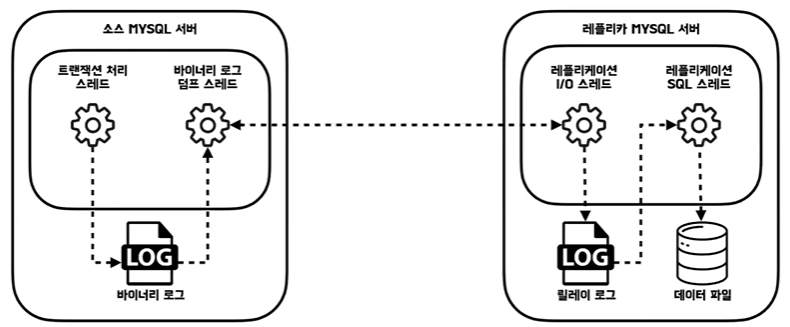 소스 MYSQL 서버
트랜잭션 처리
스레드
바이너리 로그
덤프 스레드
LOG
바이너리 로그
레플리카 MYSQL 서버
레플리케이션
I/O 스레드
레플리케이션
SQL 스레드
LOG
릴레이 로그
데이터 파일